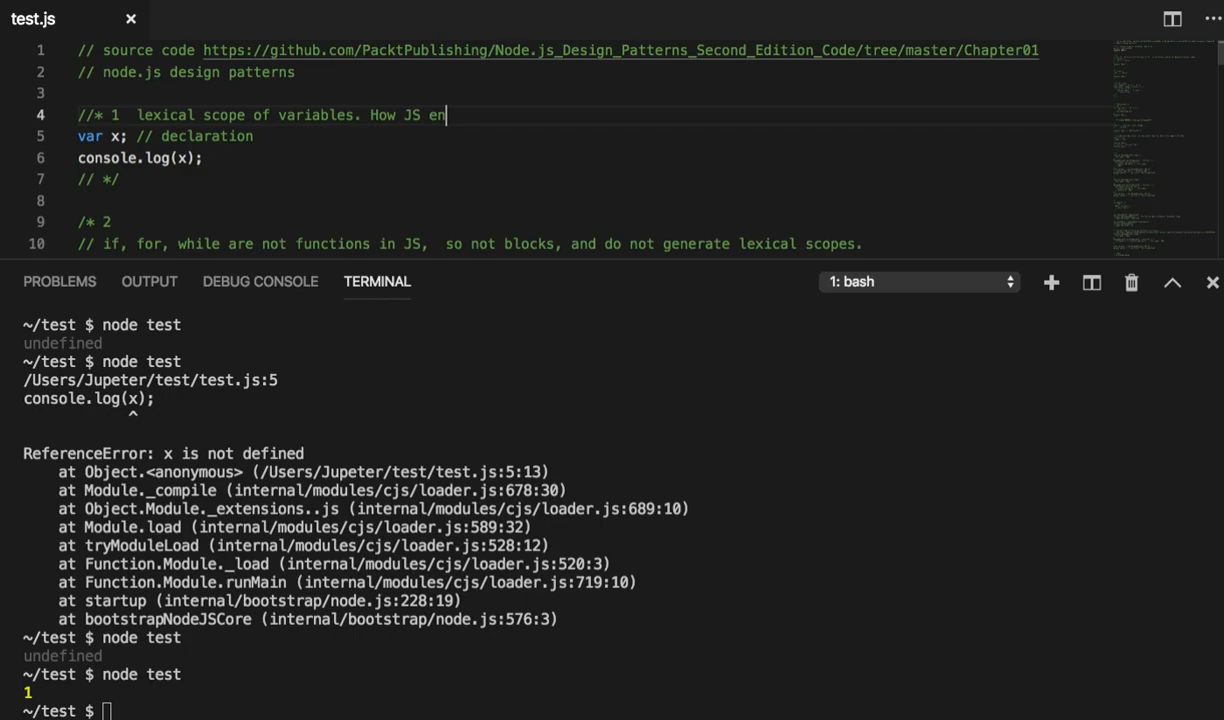 test.js
1 // source code https://github.com/PacktPublishing/Node.js_Design_Patterns_Second_Edition_Code/tree/master/Chapter01
2 // node.js design patterns
3
4 //* 1  lexical scope of variables. How JS en
5 var x; // declaration
6 console.log(x);
7 // */
8
9 /* 2
10 // if, for, while are not functions in JS,  so not blocks, and do not generate lexical scopes.
PROBLEMS OUTPUT DEBUG CONSOLE TERMINAL 1: bash
~/test $ node test
undefined
~/test $ node test
/Users/Jupeter/test/test.js:5
console.log(x);
^
ReferenceError: x is not defined
at Object.<anonymous> (/Users/Jupeter/test/test.js:5:13)
at Module._compile (internal/modules/cjs/loader.js:678:30)
at Object.Module._extensions..js (internal/modules/cjs/loader.js:689:10)
at Module.load (internal/modules/cjs/loader.js:589:32)
at tryModuleLoad (internal/modules/cjs/loader.js:528:12)
at Function.Module._load (internal/modules/cjs/loader.js:520:3)
at Function.Module.runMain (internal/modules/cjs/loader.js:719:10)
at startup (internal/bootstrap/node.js:228:19)
at bootstrapNodeJSCore (internal/bootstrap/node.js:576:3)
~/test $ node test
undefined
~/test $ node test
1
~/test $